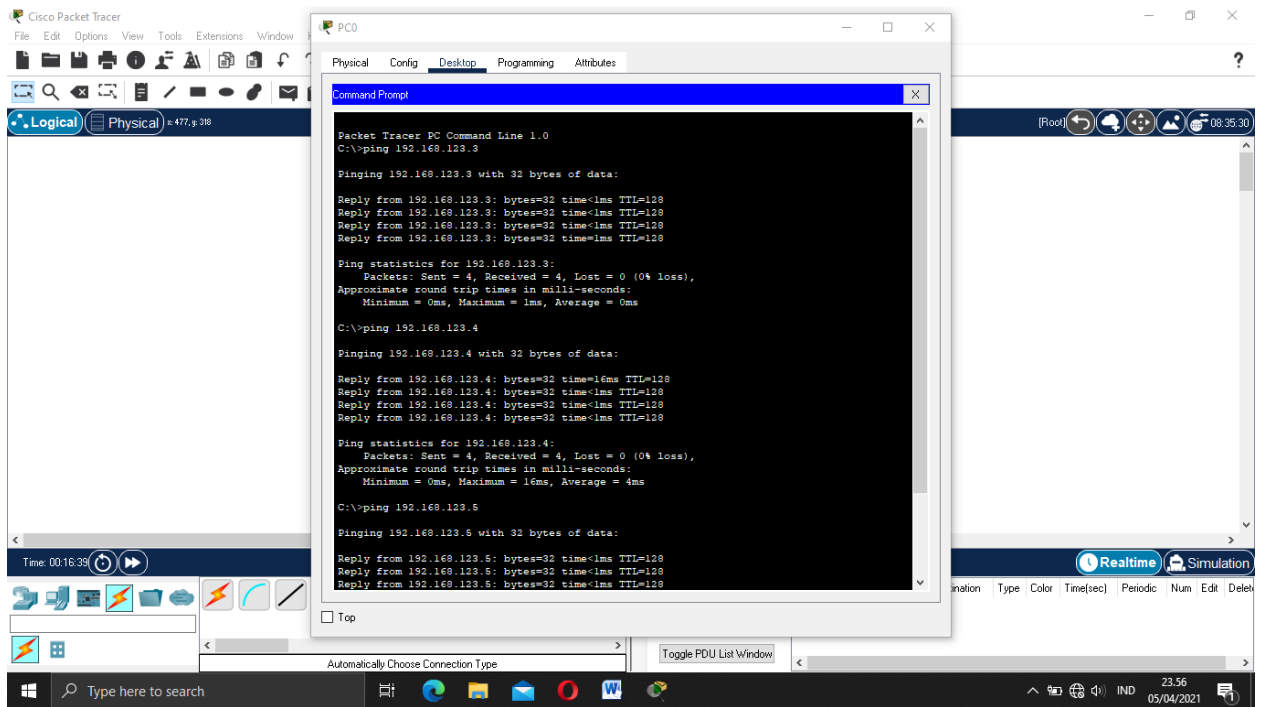 Cisco Packet Tracer
File Edit Options View Tools Extensions Window
?
Logical Physical x: 477, y: 318
[Root] 08:35:30
PC0
Physical Config Desktop Programming Attributes
Command Prompt X
Packet Tracer PC Command Line 1.0
C:\>ping 192.168.123.3
Pinging 192.168.123.3 with 32 bytes of data:
Reply from 192.168.123.3: bytes=32 time<1ms TTL=128
Reply from 192.168.123.3: bytes=32 time<1ms TTL=128
Reply from 192.168.123.3: bytes=32 time<1ms TTL=128
Reply from 192.168.123.3: bytes=32 time=1ms TTL=128
Ping statistics for 192.168.123.3:
Packets: Sent = 4, Received = 4, Lost = 0 (0% loss),
Approximate round trip times in milli-seconds:
Minimum = 0ms, Maximum = 1ms, Average = 0ms
C:\>ping 192.168.123.4
Pinging 192.168.123.4 with 32 bytes of data:
Reply from 192.168.123.4: bytes=32 time=16ms TTL=128
Reply from 192.168.123.4: bytes=32 time<1ms TTL=128
Reply from 192.168.123.4: bytes=32 time<1ms TTL=128
Reply from 192.168.123.4: bytes=32 time<1ms TTL=128
Ping statistics for 192.168.123.4:
Packets: Sent = 4, Received = 4, Lost = 0 (0% loss),
Approximate round trip times in milli-seconds:
Minimum = 0ms, Maximum = 16ms, Average = 4ms
C:\>ping 192.168.123.5
Pinging 192.168.123.5 with 32 bytes of data:
Reply from 192.168.123.5: bytes=32 time<1ms TTL=128
Reply from 192.168.123.5: bytes=32 time<1ms TTL=128
Reply from 192.168.123.5: bytes=32 time<1ms TTL=128
Top
Time: 00:16:39
Realtime Simulation
Type Color Time(sec) Periodic Num Edit
Automatically Choose Connection Type
Toggle PDU List Window
Type here to search
IND
23.56
05/04/2021